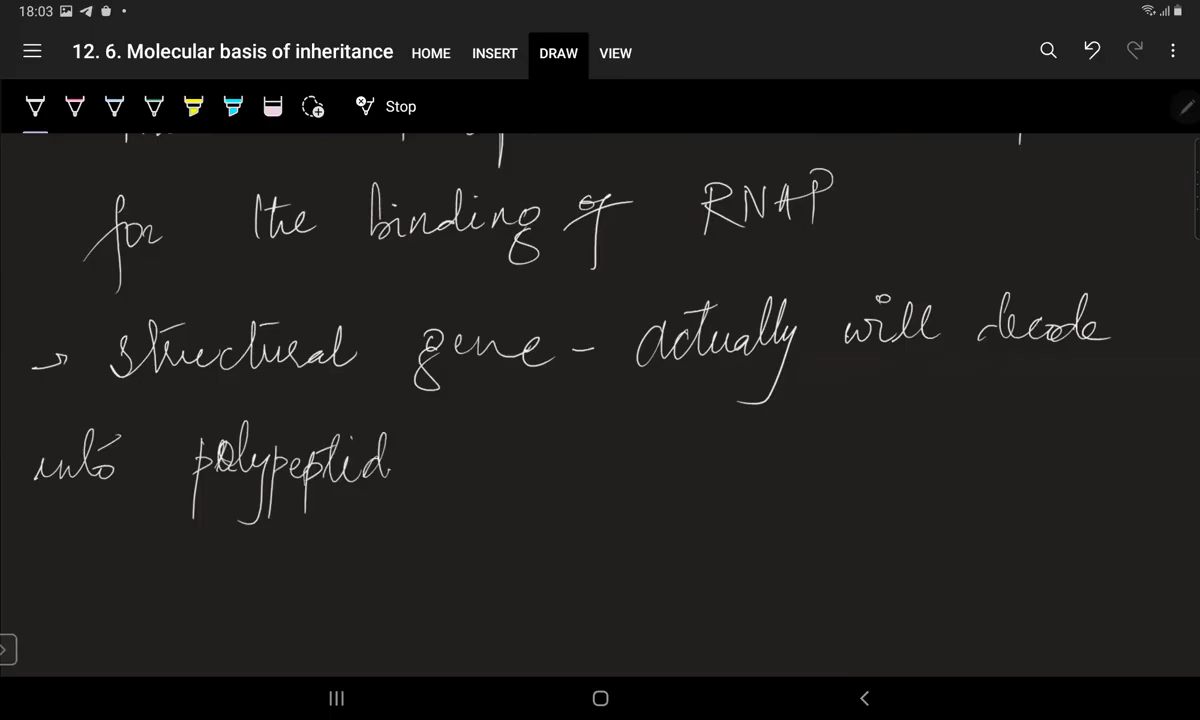 18:03
12. 6. Molecular basis of inheritance HOME INSERT DRAW VIEW
Stop
for the binding of RNAP
→ structural gene - actually will decode
into polypeptid